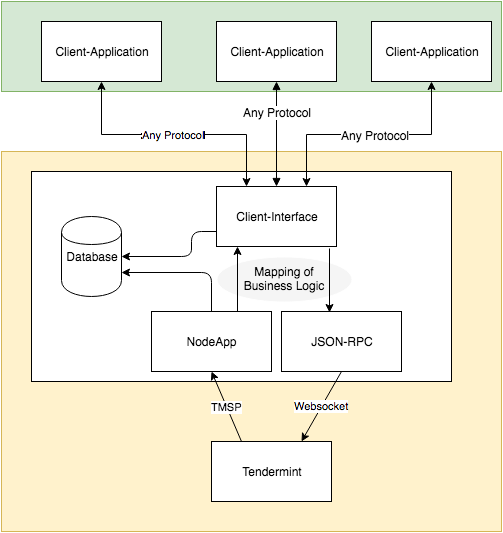 Client-Application
Client-Application
Client-Application
Any Protocol
Any Protocol
Any Protocol
Client-Interface
Database
Mapping of
Business Logic
NodeApp
JSON-RPC
TMSP
Websocket
Tendermint